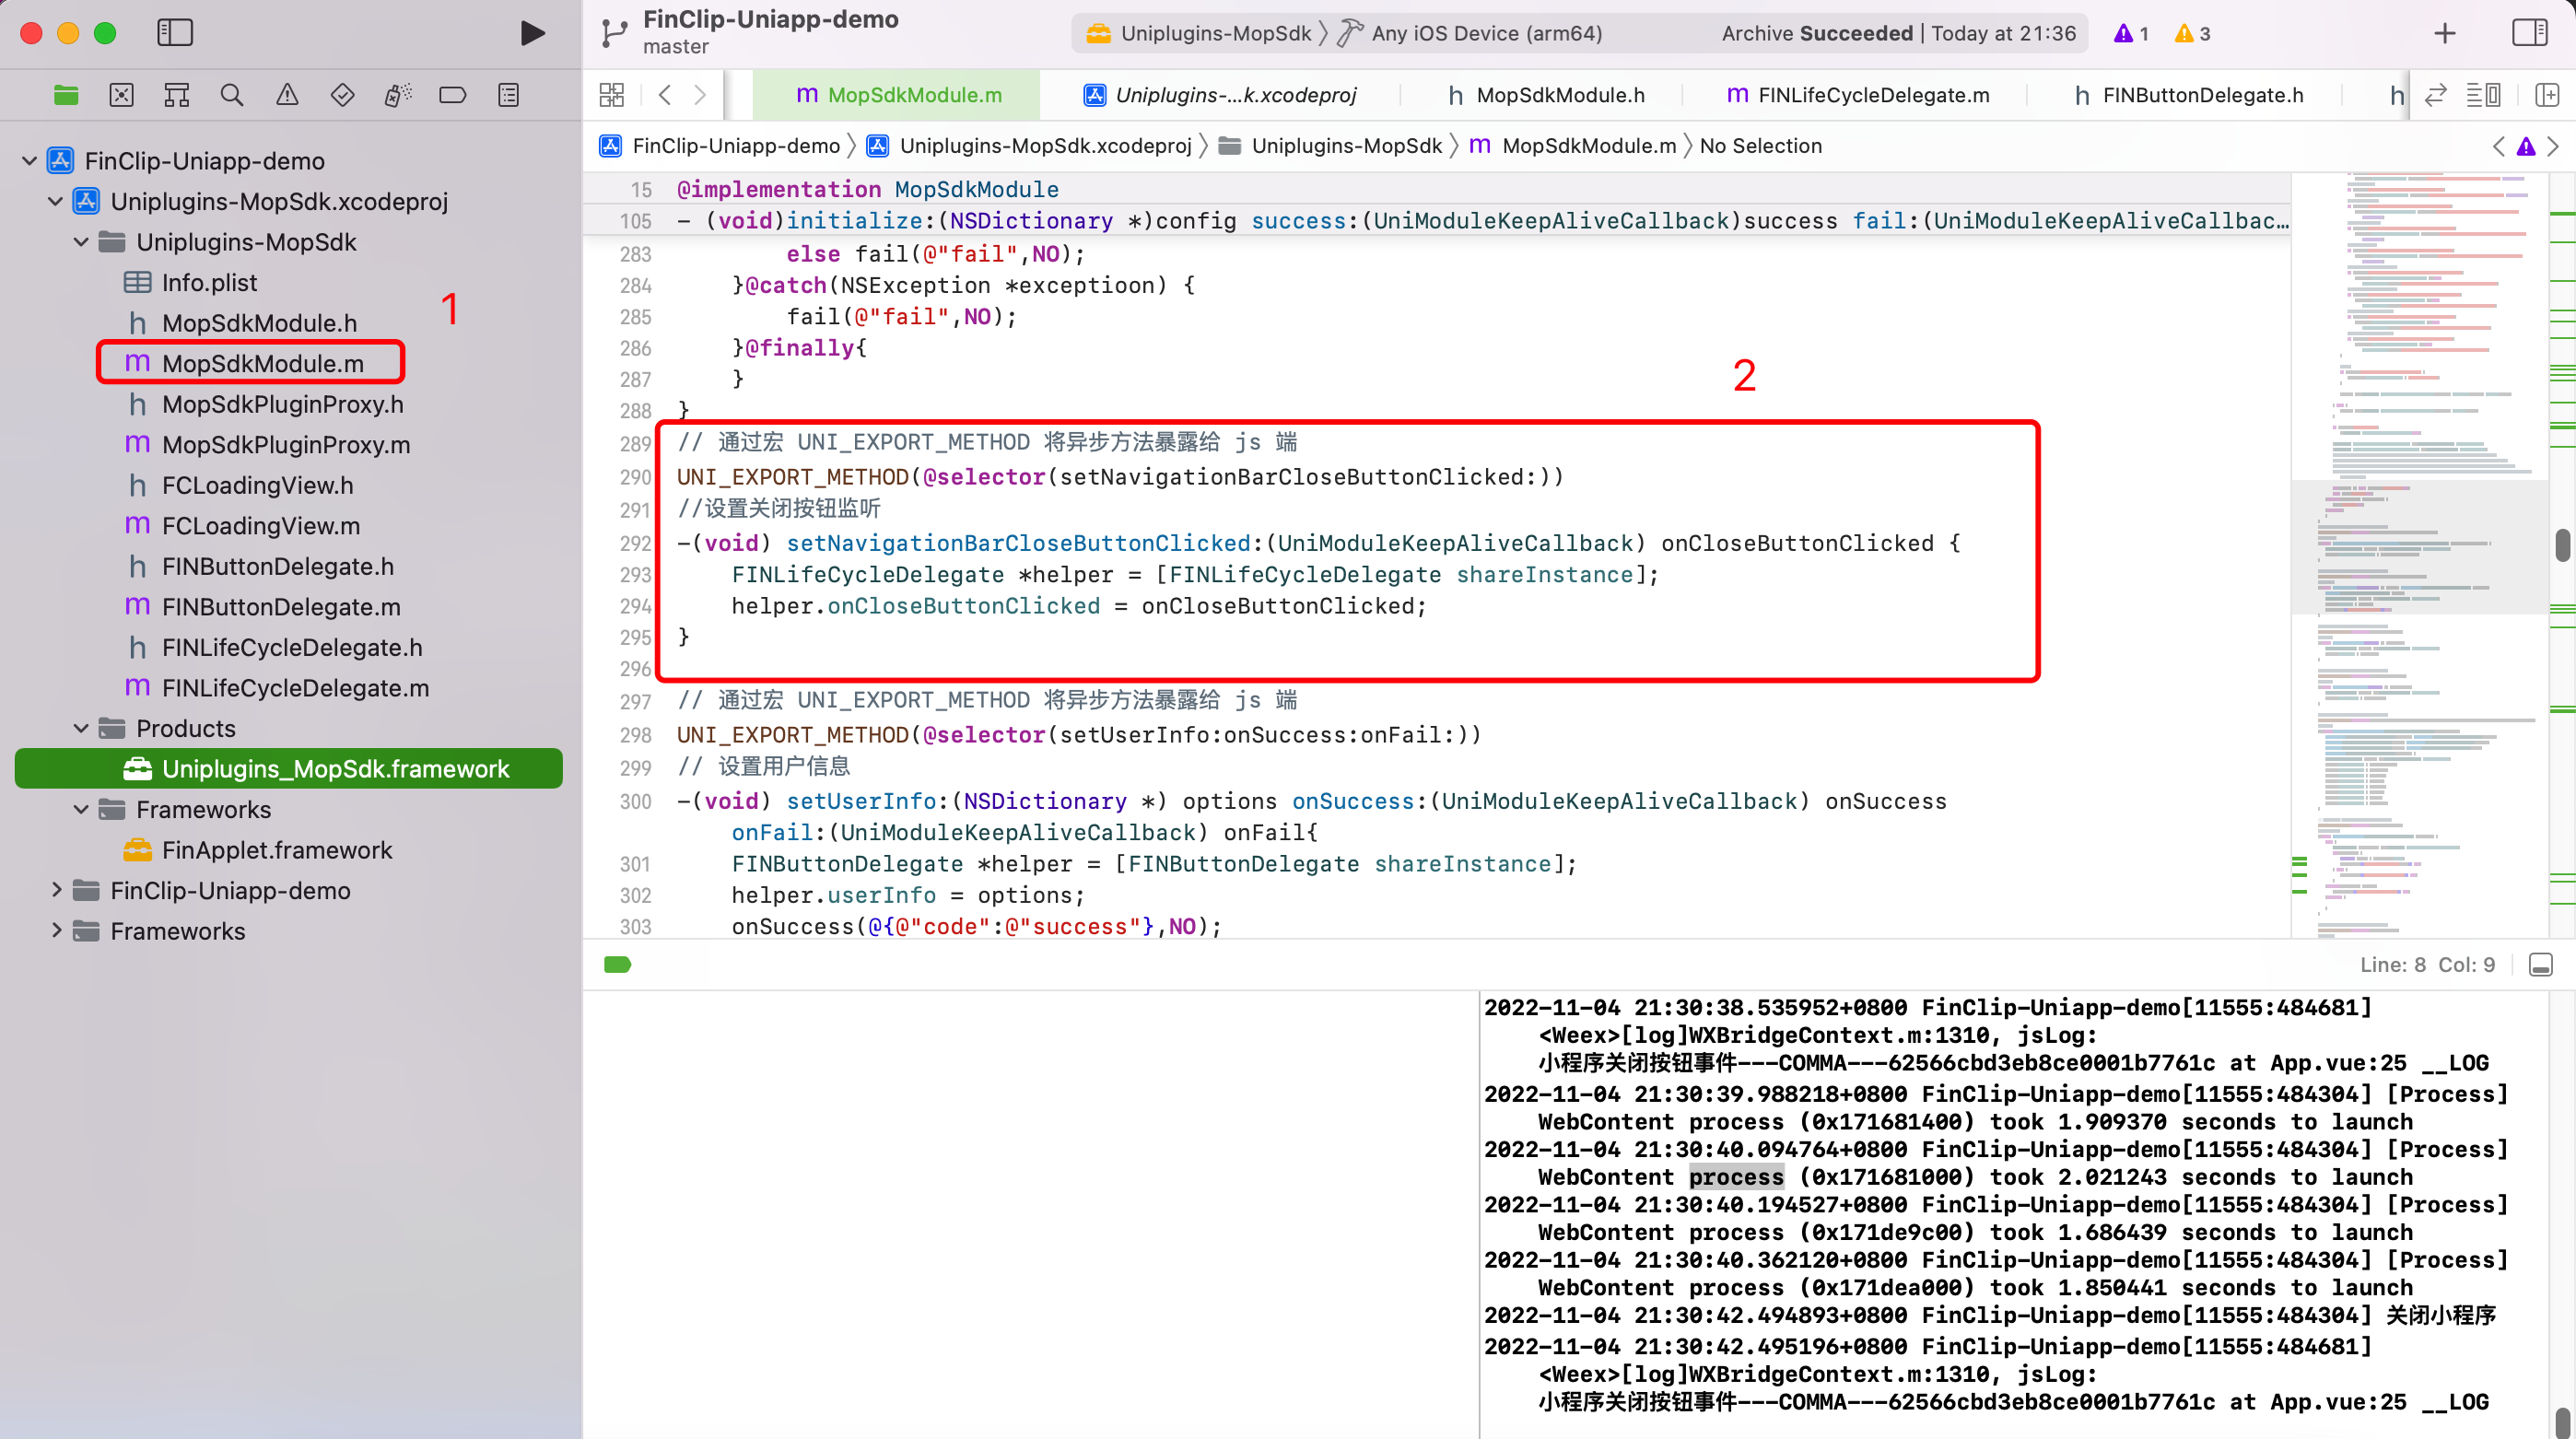 FinClip-Uniapp-demo
master
Uniplugins-MopSdk 〉 Any iOS Device (arm64)
Archive Succeeded | Today at 21:36
1
3
MopSdkModule.m
Uniplugins-...k.xcodeproj
MopSdkModule.h
FINLifeCycleDelegate.m
FINButtonDelegate.h
FinClip-Uniapp-demo 〉 Uniplugins-MopSdk.xcodeproj 〉 Uniplugins-MopSdk 〉 MopSdkModule.m 〉 No Selection
FinClip-Uniapp-demo
Uniplugins-MopSdk.xcodeproj
Uniplugins-MopSdk
Info.plist
MopSdkModule.h
MopSdkModule.m
MopSdkPluginProxy.h
MopSdkPluginProxy.m
FCLoadingView.h
FCLoadingView.m
FINButtonDelegate.h
FINButtonDelegate.m
FINLifeCycleDelegate.h
FINLifeCycleDelegate.m
Products
Uniplugins_MopSdk.framework
Frameworks
FinApplet.framework
FinClip-Uniapp-demo
Frameworks
1
2
15 @implementation MopSdkModule
105 - (void)initialize:(NSDictionary *)config success:(UniModuleKeepAliveCallback)success fail:(UniModuleKeepAliveCallbac…
283 else fail(@"fail",NO);
284 }@catch(NSException *exceptioon) {
285 fail(@"fail",NO);
286 }@finally{
287 }
288 }
289 // 通过宏 UNI_EXPORT_METHOD 将异步方法暴露给 js 端
290 UNI_EXPORT_METHOD(@selector(setNavigationBarCloseButtonClicked:))
291 //设置关闭按钮监听
292 -(void) setNavigationBarCloseButtonClicked:(UniModuleKeepAliveCallback) onCloseButtonClicked {
293 FINLifeCycleDelegate *helper = [FINLifeCycleDelegate shareInstance];
294 helper.onCloseButtonClicked = onCloseButtonClicked;
295 }
296
297 // 通过宏 UNI_EXPORT_METHOD 将异步方法暴露给 js 端
298 UNI_EXPORT_METHOD(@selector(setUserInfo:onSuccess:onFail:))
299 // 设置用户信息
300 -(void) setUserInfo:(NSDictionary *) options onSuccess:(UniModuleKeepAliveCallback) onSuccess
onFail:(UniModuleKeepAliveCallback) onFail{
301 FINButtonDelegate *helper = [FINButtonDelegate shareInstance];
302 helper.userInfo = options;
303 onSuccess(@{@"code":@"success"},NO);
Line: 8 Col: 9
2022-11-04 21:30:38.535952+0800 FinClip-Uniapp-demo[11555:484681]
<Weex>[log]WXBridgeContext.m:1310, jsLog:
小程序关闭按钮事件---COMMA---62566cbd3eb8ce0001b7761c at App.vue:25 __LOG
2022-11-04 21:30:39.988218+0800 FinClip-Uniapp-demo[11555:484304] [Process]
WebContent process (0x171681400) took 1.909370 seconds to launch
2022-11-04 21:30:40.094764+0800 FinClip-Uniapp-demo[11555:484304] [Process]
WebContent process (0x171681000) took 2.021243 seconds to launch
2022-11-04 21:30:40.194527+0800 FinClip-Uniapp-demo[11555:484304] [Process]
WebContent process (0x171de9c00) took 1.686439 seconds to launch
2022-11-04 21:30:40.362120+0800 FinClip-Uniapp-demo[11555:484304] [Process]
WebContent process (0x171dea000) took 1.850441 seconds to launch
2022-11-04 21:30:42.494893+0800 FinClip-Uniapp-demo[11555:484304] 关闭小程序
2022-11-04 21:30:42.495196+0800 FinClip-Uniapp-demo[11555:484681]
<Weex>[log]WXBridgeContext.m:1310, jsLog:
小程序关闭按钮事件---COMMA---62566cbd3eb8ce0001b7761c at App.vue:25 __LOG